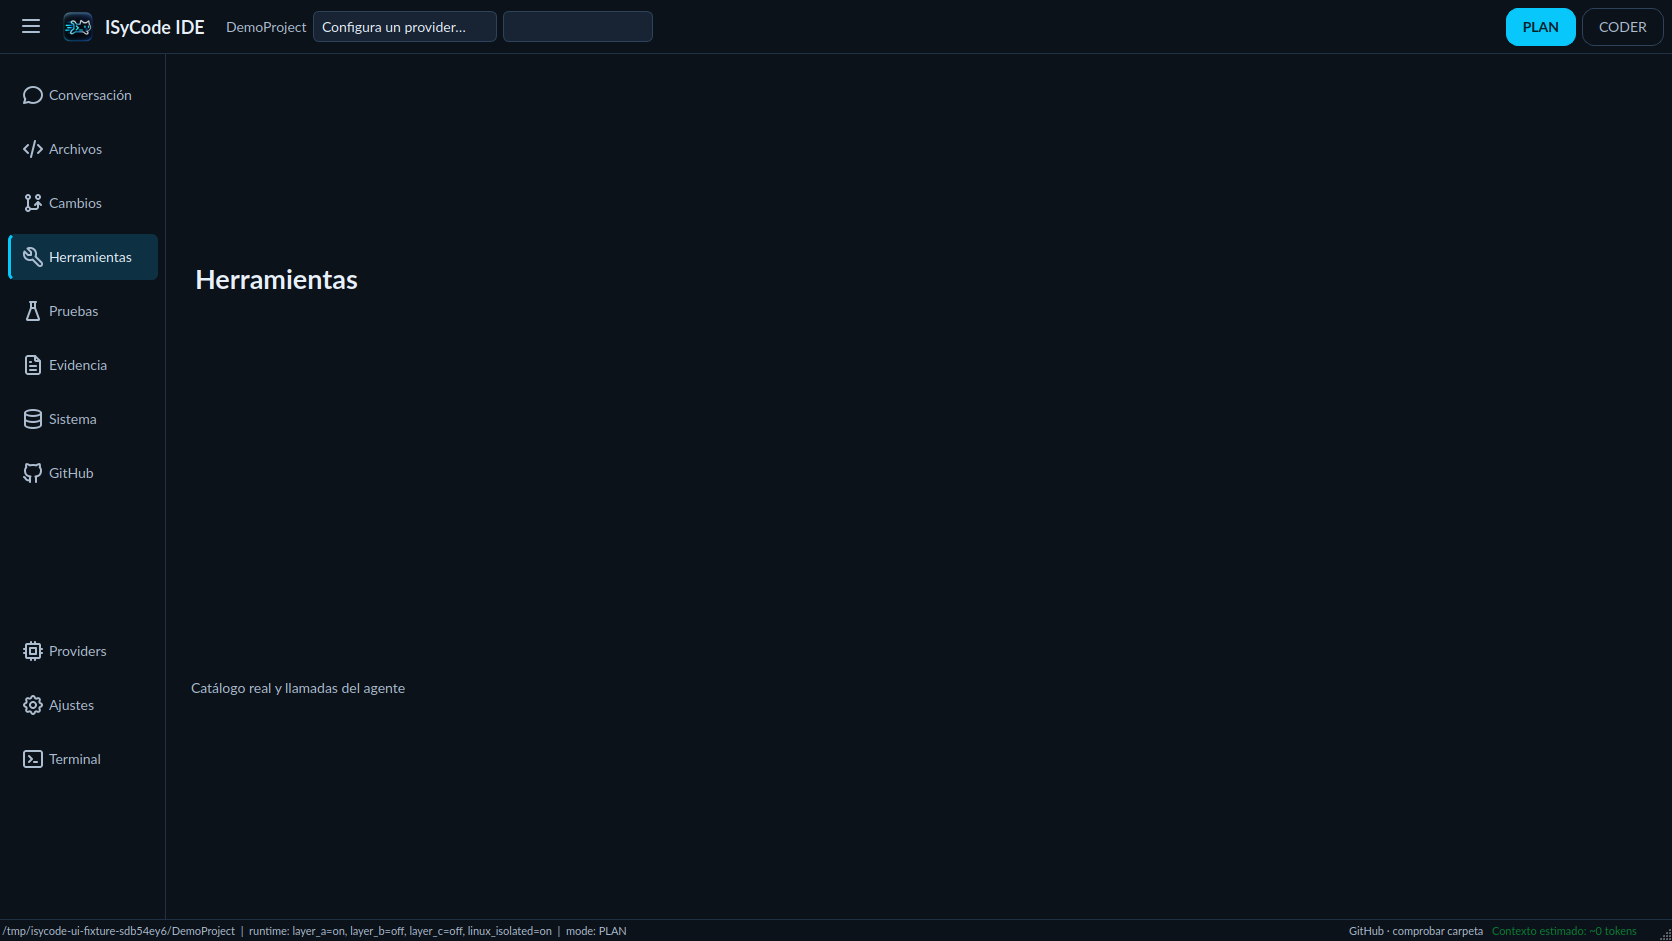 ISyCode IDE DemoProject Configura un provider... PLAN CODER
Conversación
Archivos
Cambios
Herramientas
Pruebas
Evidencia
Sistema
GitHub
Providers
Ajustes
Terminal
Herramientas
Catálogo real y llamadas del agente
/tmp/isycode-ui-fixture-sdb54ey6/DemoProject | runtime: layer_a=on, layer_b=off, layer_c=off, linux_isolated=on | mode: PLAN GitHub · comprobar carpeta Contexto estimado: ~0 tokens